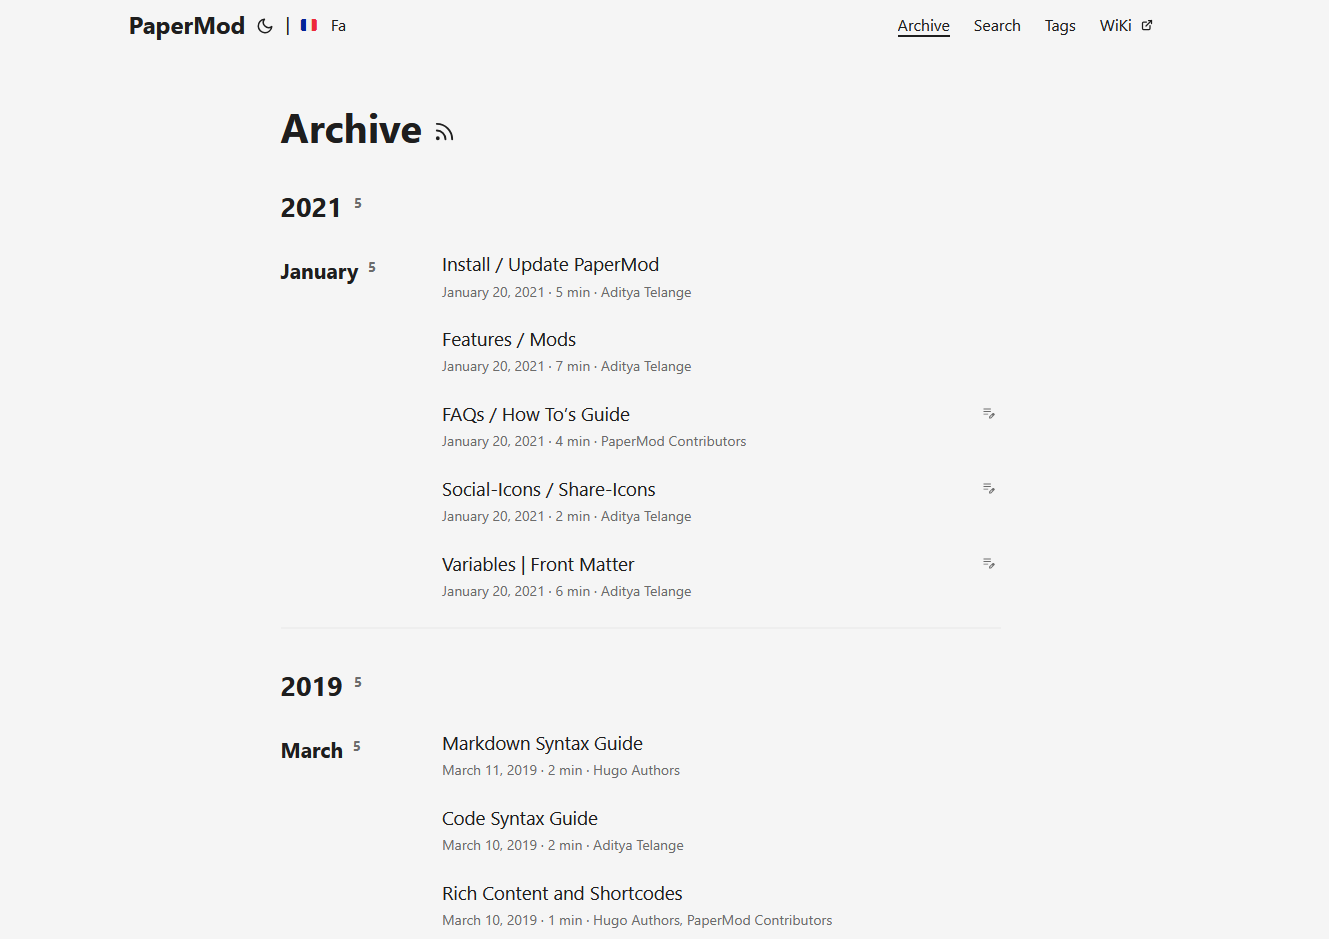 PaperMod | Fa Archive Search Tags WiKi
Archive
2021 5
January 5
Install / Update PaperMod
January 20, 2021 · 5 min · Aditya Telange
Features / Mods
January 20, 2021 · 7 min · Aditya Telange
FAQs / How To’s Guide
January 20, 2021 · 4 min · PaperMod Contributors
Social-Icons / Share-Icons
January 20, 2021 · 2 min · Aditya Telange
Variables | Front Matter
January 20, 2021 · 6 min · Aditya Telange
2019 5
March 5
Markdown Syntax Guide
March 11, 2019 · 2 min · Hugo Authors
Code Syntax Guide
March 10, 2019 · 2 min · Aditya Telange
Rich Content and Shortcodes
March 10, 2019 · 1 min · Hugo Authors, PaperMod Contributors